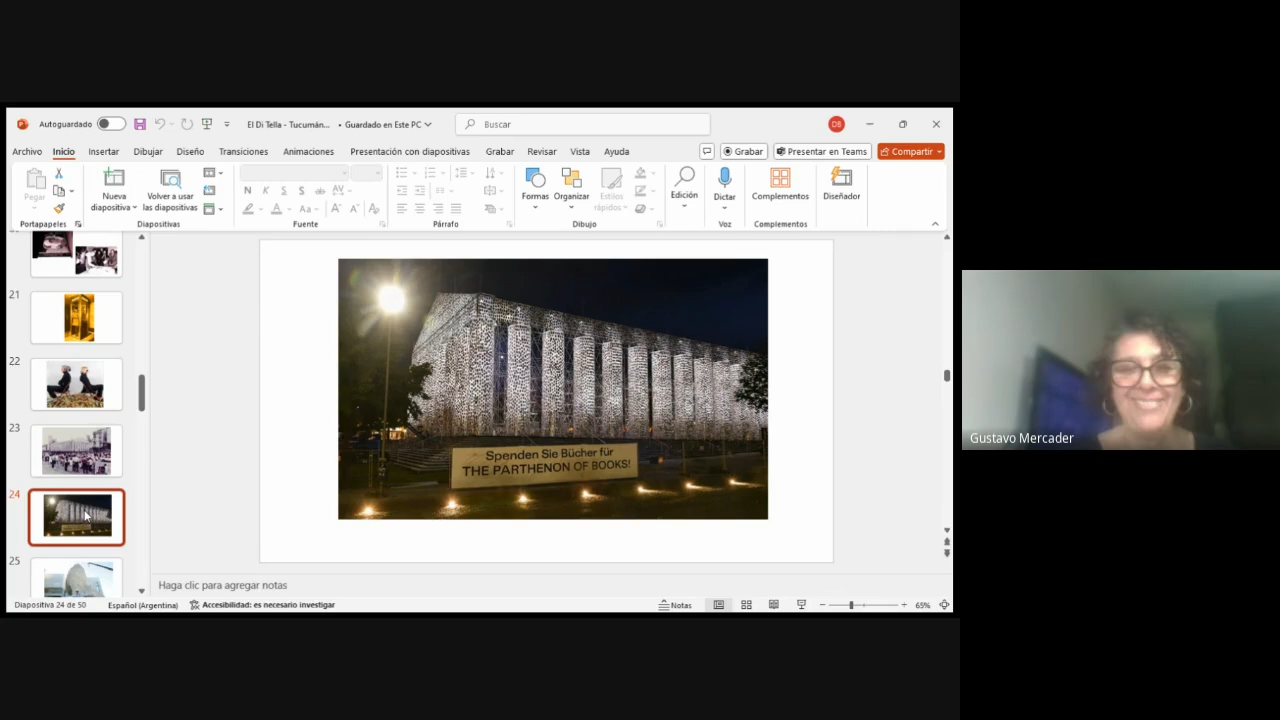 Autoguardado
El Di Tella - Tucumán... • Guardado en Este PC
Buscar
DB
Archivo Inicio Insertar Dibujar Diseño Transiciones Animaciones Presentación con diapositivas Grabar Revisar Vista Ayuda
Grabar
Presentar en Teams
Compartir
Pegar
Nueva diapositiva
Volver a usar las diapositivas
N K S S ab AV
Aa A A A
Formas
Organizar
Estilos rápidos
Edición
Dictar
Complementos
Diseñador
Portapapeles
Diapositivas
Fuente
Párrafo
Dibujo
Voz
Complementos
21
22
23
24
25
Spenden Sie Bücher für
THE PARTHENON OF BOOKS!
Gustavo Mercader
Haga clic para agregar notas
Diapositiva 24 de 50
Español (Argentina)
Accesibilidad: es necesario investigar
Notas
65%